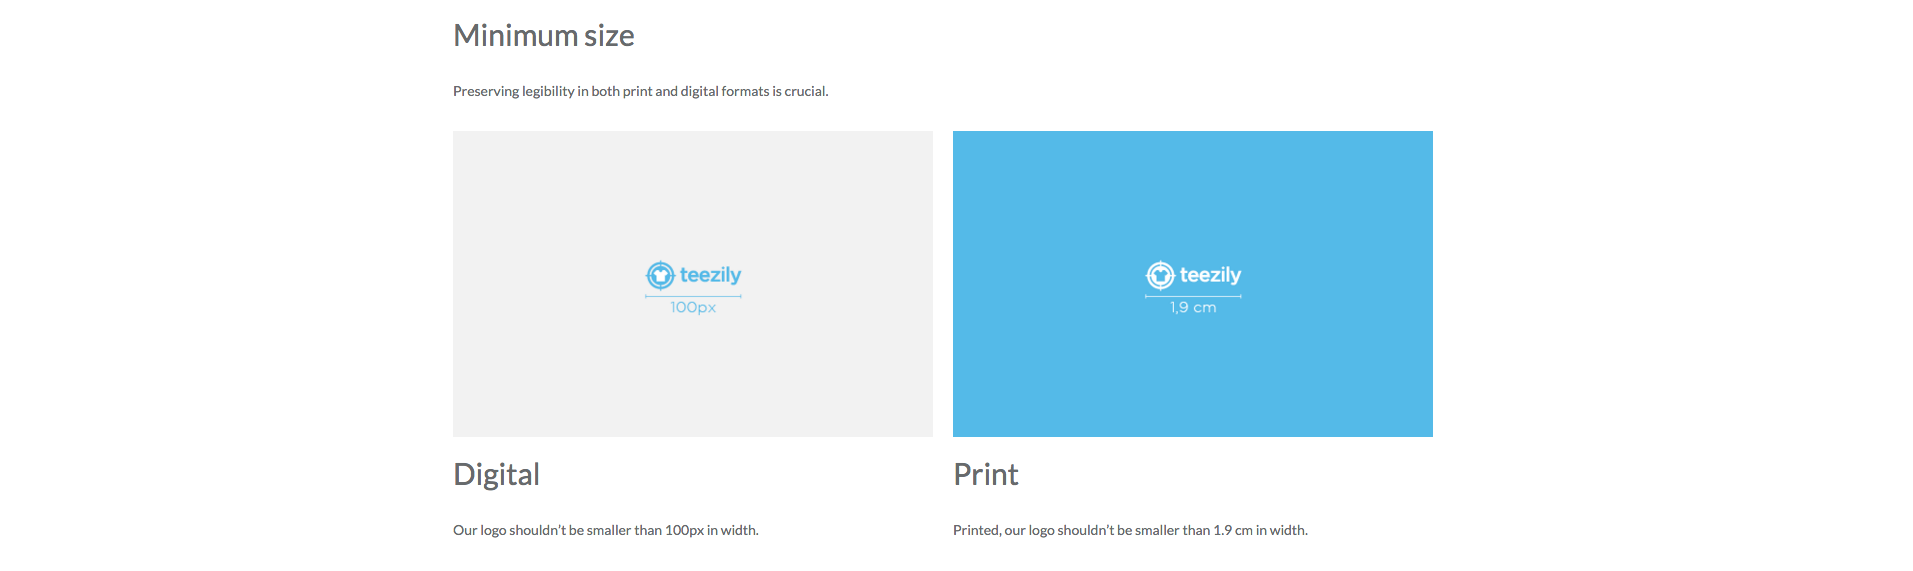 Minimum size
Preserving legibility in both print and digital formats is crucial.
teezily
100px
teezily
1,9 cm
Digital
Our logo shouldn’t be smaller than 100px in width.
Print
Printed, our logo shouldn’t be smaller than 1.9 cm in width.